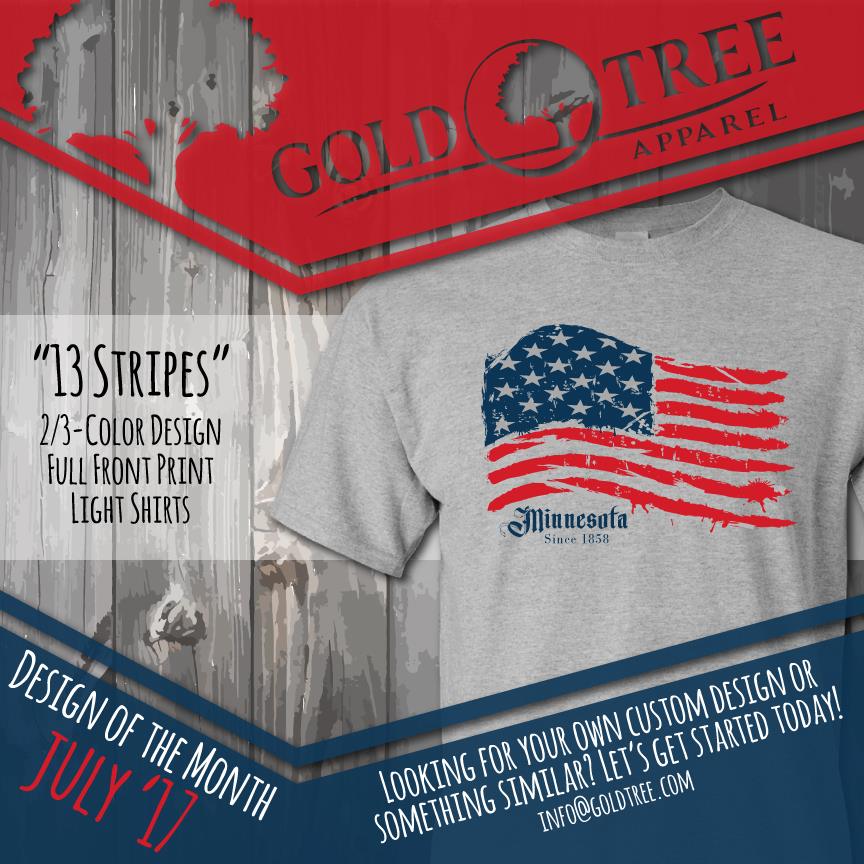 GOLD TREE
APPAREL
"13 Stripes"
2/3-Color Design
Full Front Print
Light Shirts
Minnesota
Since 1858
Design of the Month
July '17
Looking for your own custom design or
something similar? Let's get started today!
info@goldtree.com